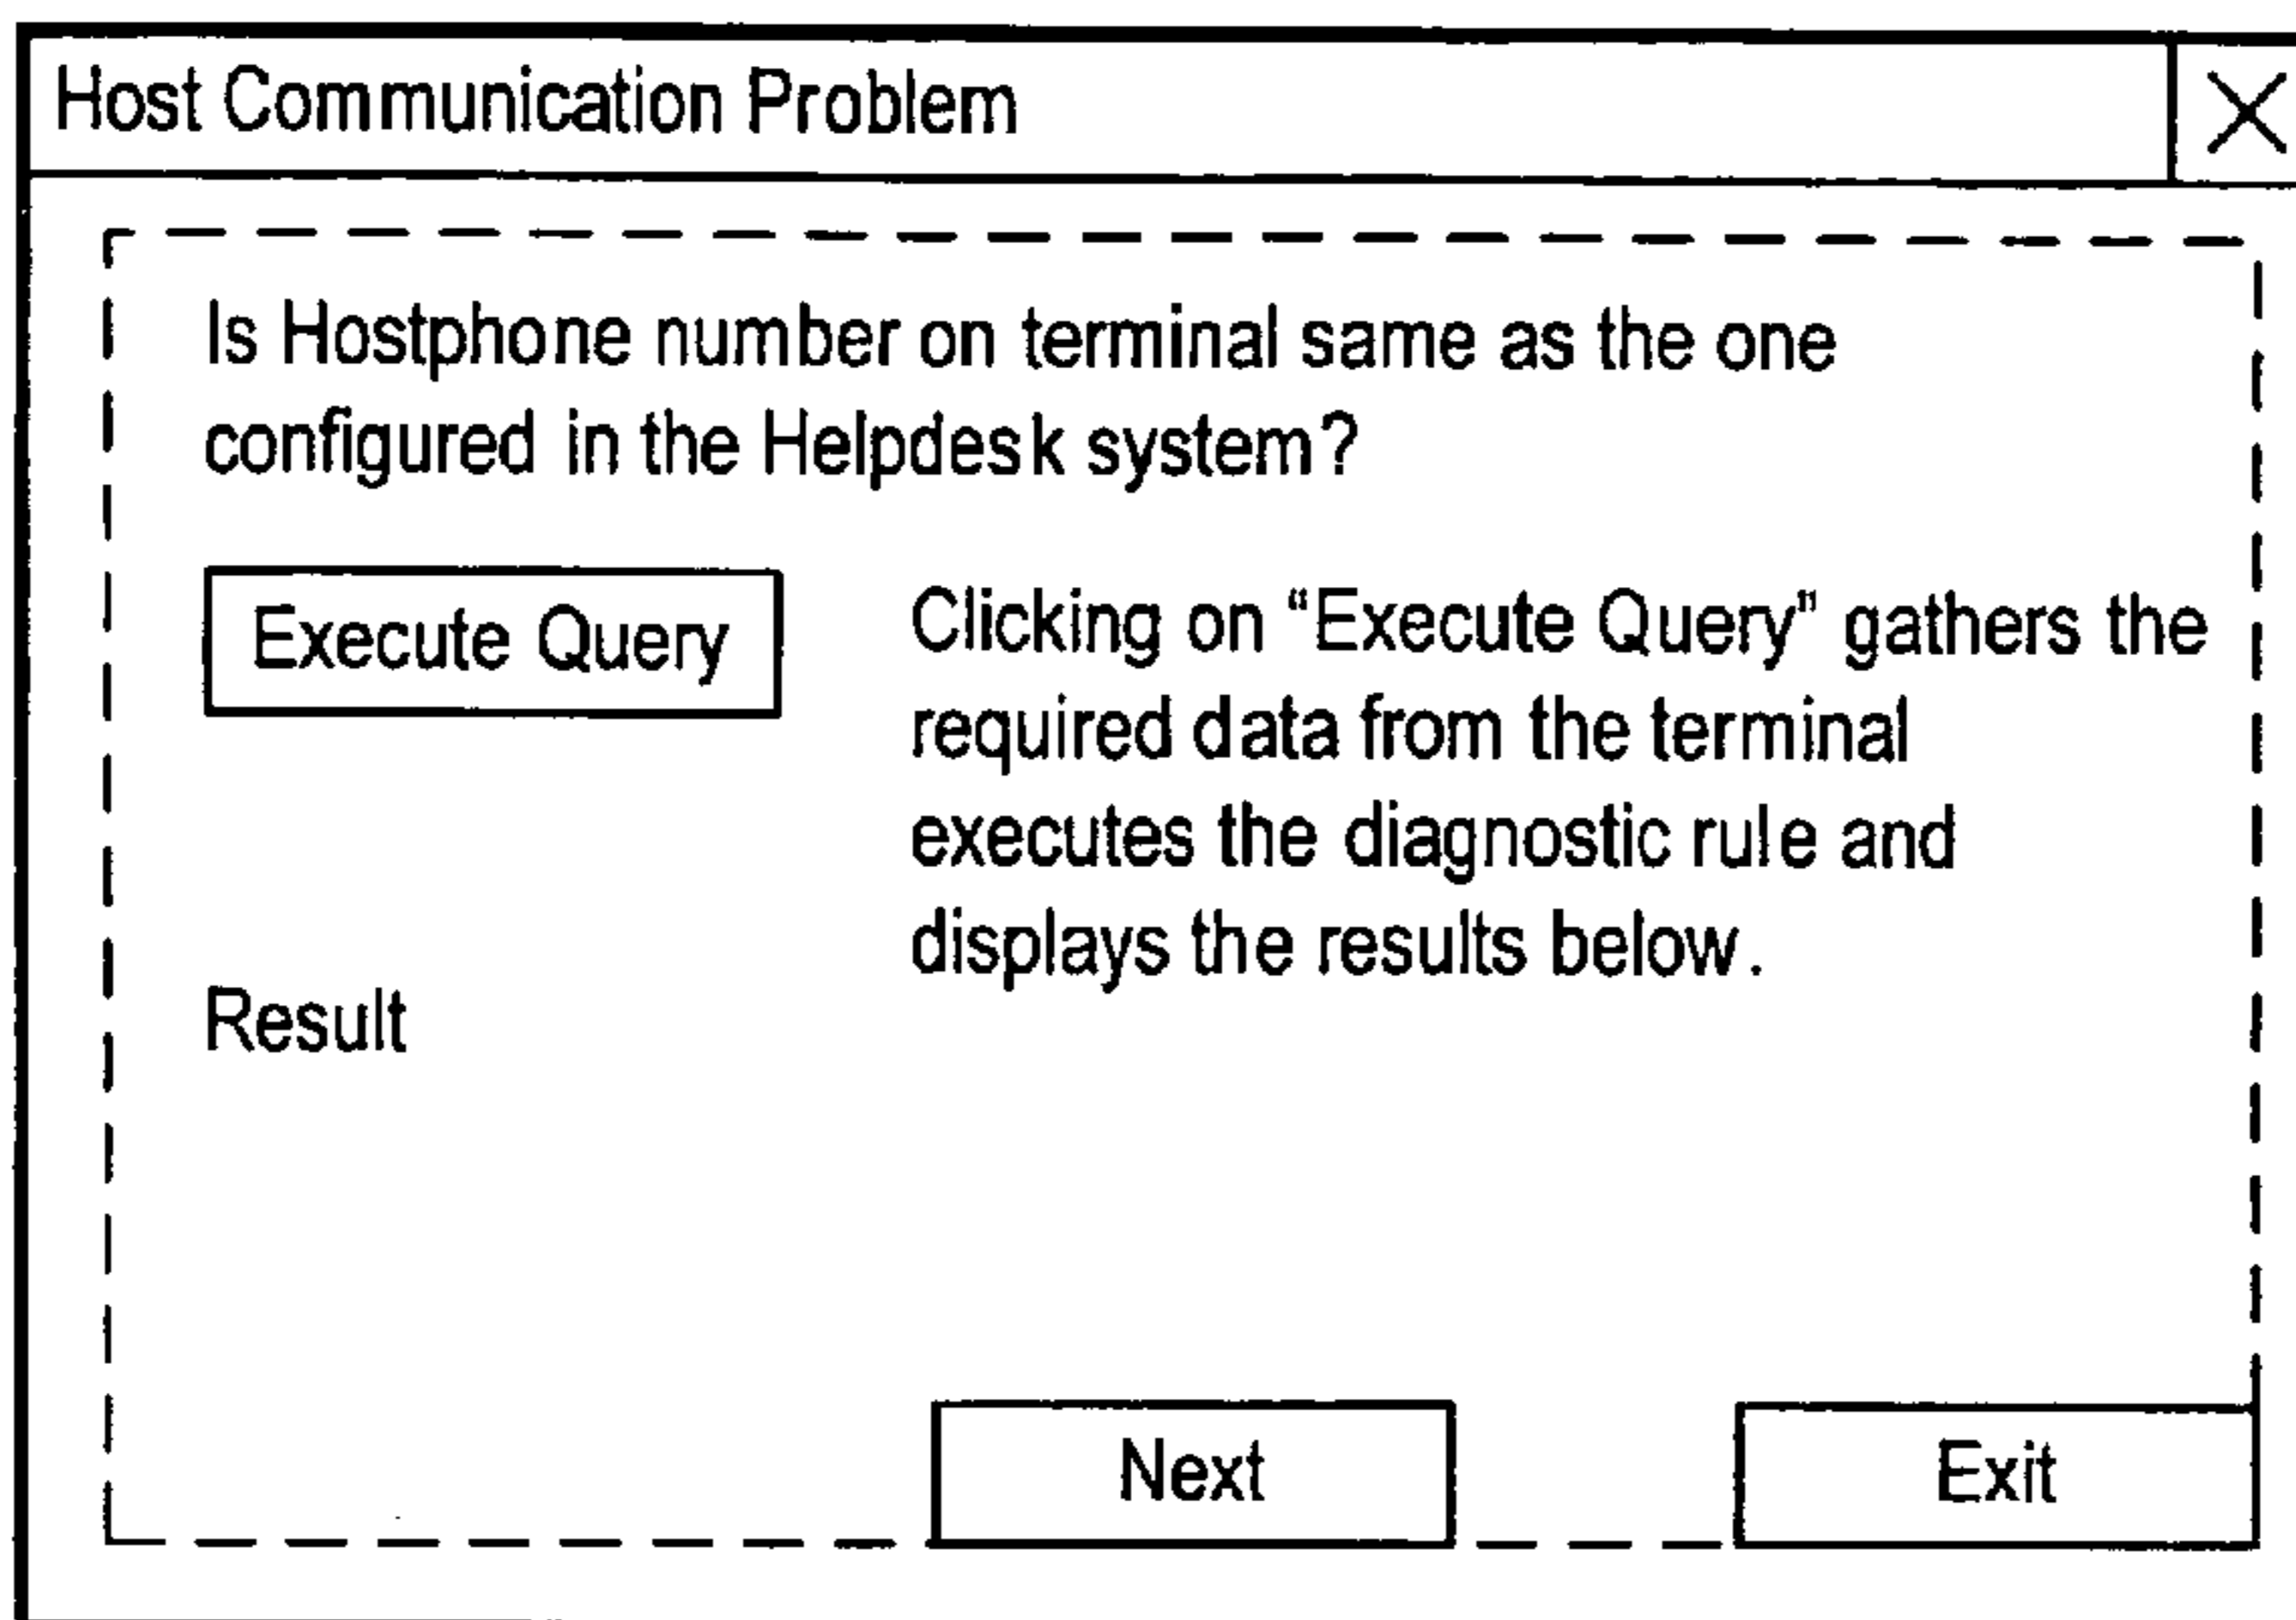 Host Communication Problem
Is Hostphone number on terminal same as the one
configured in the Helpdesk system?
Execute Query
Clicking on “Execute Query” gathers the
required data from the terminal
executes the diagnostic rule and
displays the results below.
Result
Next
Exit